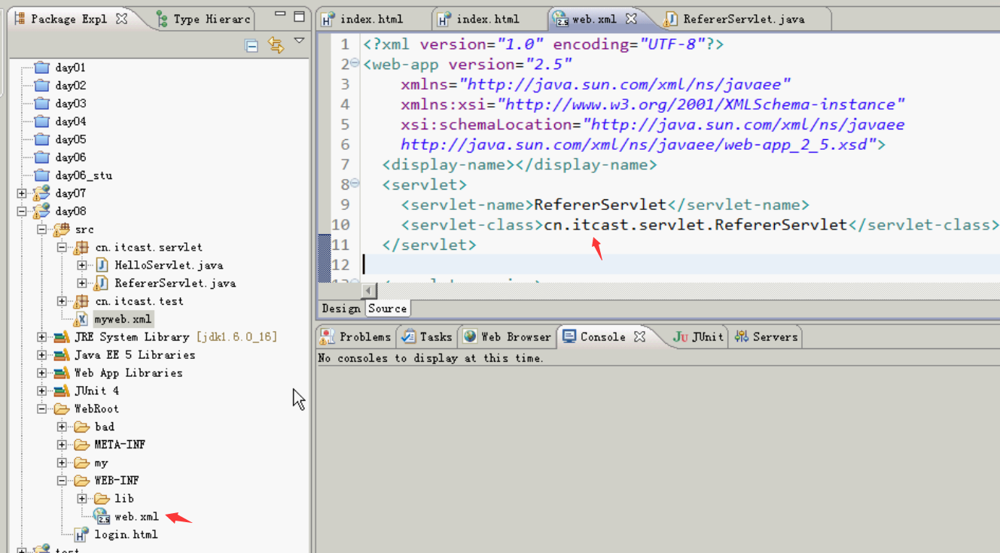 Package Expl
Type Hierarc
day01
day02
day03
day04
day05
day06
day06_stu
day07
day08
src
cn.itcast.servlet
HelloServlet.java
RefererServlet.java
cn.itcast.test
myweb.xml
JRE System Library [jdk1.6.0_16]
Java EE 5 Libraries
Web App Libraries
JUnit 4
WebRoot
bad
META-INF
my
WEB-INF
lib
web.xml
login.html
test
index.html
index.html
web.xml
RefererServlet.java
1 <?xml version="1.0" encoding="UTF-8"?>
2 <web-app version="2.5"
3 xmlns="http://java.sun.com/xml/ns/javaee"
4 xmlns:xsi="http://www.w3.org/2001/XMLSchema-instance"
5 xsi:schemaLocation="http://java.sun.com/xml/ns/javaee
6 http://java.sun.com/xml/ns/javaee/web-app_2_5.xsd">
7 <display-name></display-name>
8 <servlet>
9 <servlet-name>RefererServlet</servlet-name>
10 <servlet-class>cn.itcast.servlet.RefererServlet</servlet-class>
11 </servlet>
12
Design Source
Problems Tasks Web Browser Console JUnit Servers
No consoles to display at this time.